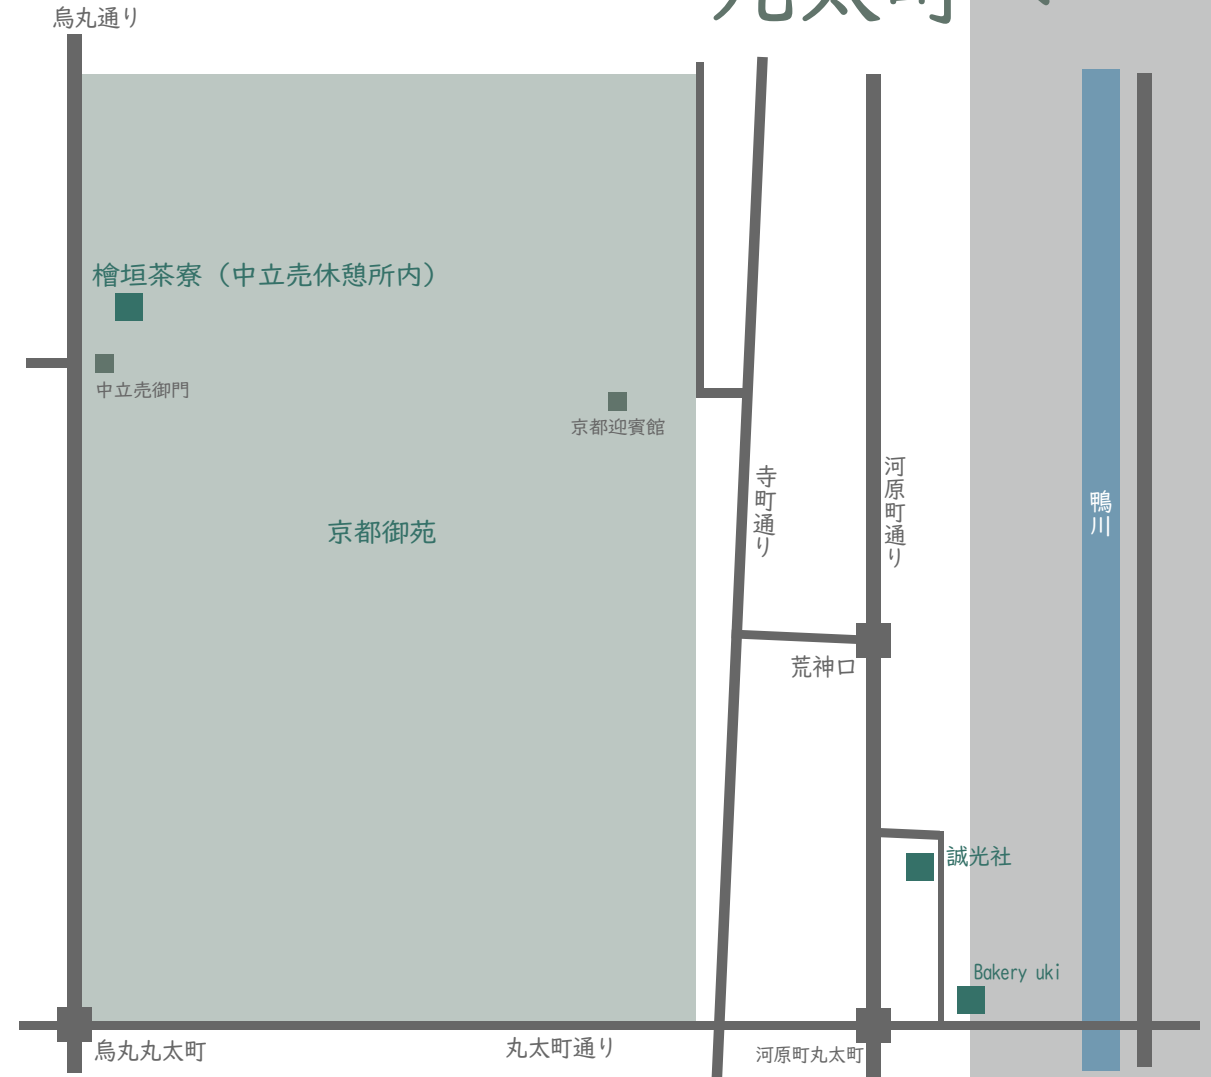 烏丸通り
丸太町
檜垣茶寮（中立売休憩所内）
中立売御門
京都迎賓館
京都御苑
寺町通り
河原町通り
鴨川
荒神口
誠光社
Bakery uki
烏丸丸太町
丸太町通り
河原町丸太町